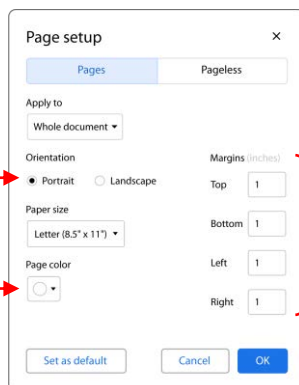 Page setup
×
Pages Pageless
Apply to
Whole document
Orientation
Portrait Landscape
Margins (inches)
Top 1
Paper size
Letter (8.5" x 11")
Bottom 1
Page color
Left 1
Right 1
Set as default Cancel OK